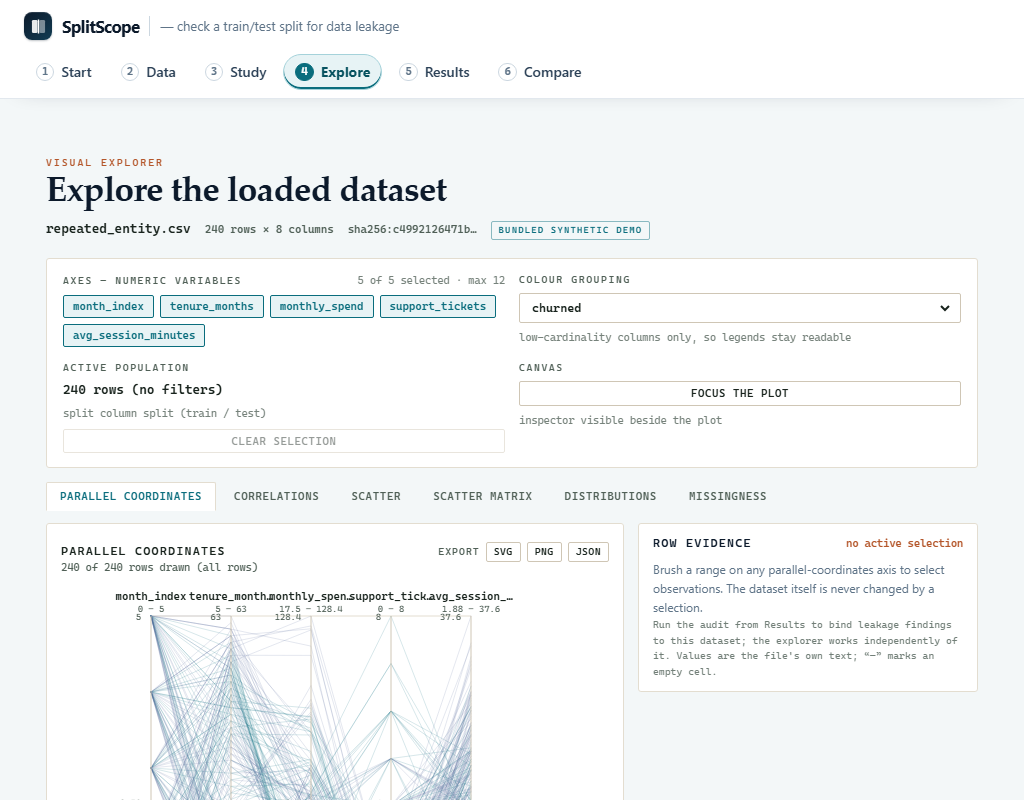 SplitScope — check a train/test split for data leakage
1 Start 2 Data 3 Study 4 Explore 5 Results 6 Compare
VISUAL EXPLORER
Explore the loaded dataset
repeated_entity.csv 240 rows × 8 columns sha256:c4992126471b… BUNDLED SYNTHETIC DEMO
AXES — NUMERIC VARIABLES 5 of 5 selected · max 12
month_index tenure_months monthly_spend support_tickets
avg_session_minutes
ACTIVE POPULATION
240 rows (no filters)
split column split (train / test)
CLEAR SELECTION
COLOUR GROUPING
churned
low-cardinality columns only, so legends stay readable
CANVAS
FOCUS THE PLOT
inspector visible beside the plot
PARALLEL COORDINATES CORRELATIONS SCATTER SCATTER MATRIX DISTRIBUTIONS MISSINGNESS
PARALLEL COORDINATES EXPORT SVG PNG JSON
240 of 240 rows drawn (all rows)
month_index tenure_month… monthly_spen… support_tick… avg_session_…
0 – 5 5 – 63 17.5 – 128.4 0 – 8 1.88 – 37.6
5 63 128.4 8 37.6
ROW EVIDENCE no active selection
Brush a range on any parallel-coordinates axis to select
observations. The dataset itself is never changed by a
selection.
Run the audit from Results to bind leakage findings
to this dataset; the explorer works independently of
it. Values are the file's own text; “—” marks an
empty cell.